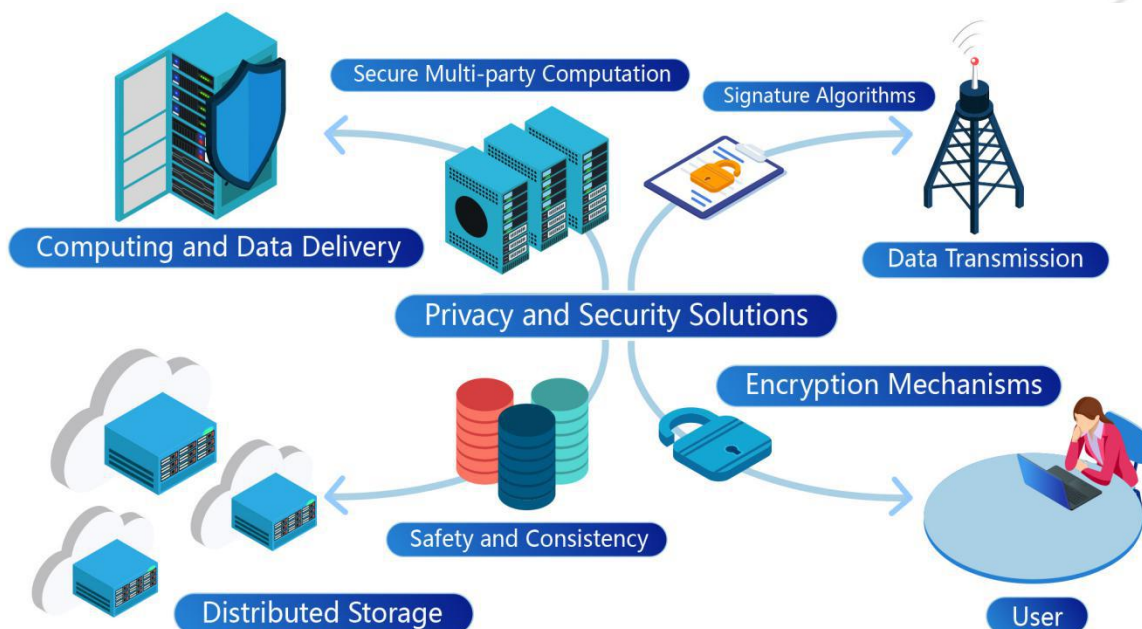 Secure Multi-party Computation
Signature Algorithms
Computing and Data Delivery
Data Transmission
Privacy and Security Solutions
Encryption Mechanisms
Safety and Consistency
Distributed Storage
User